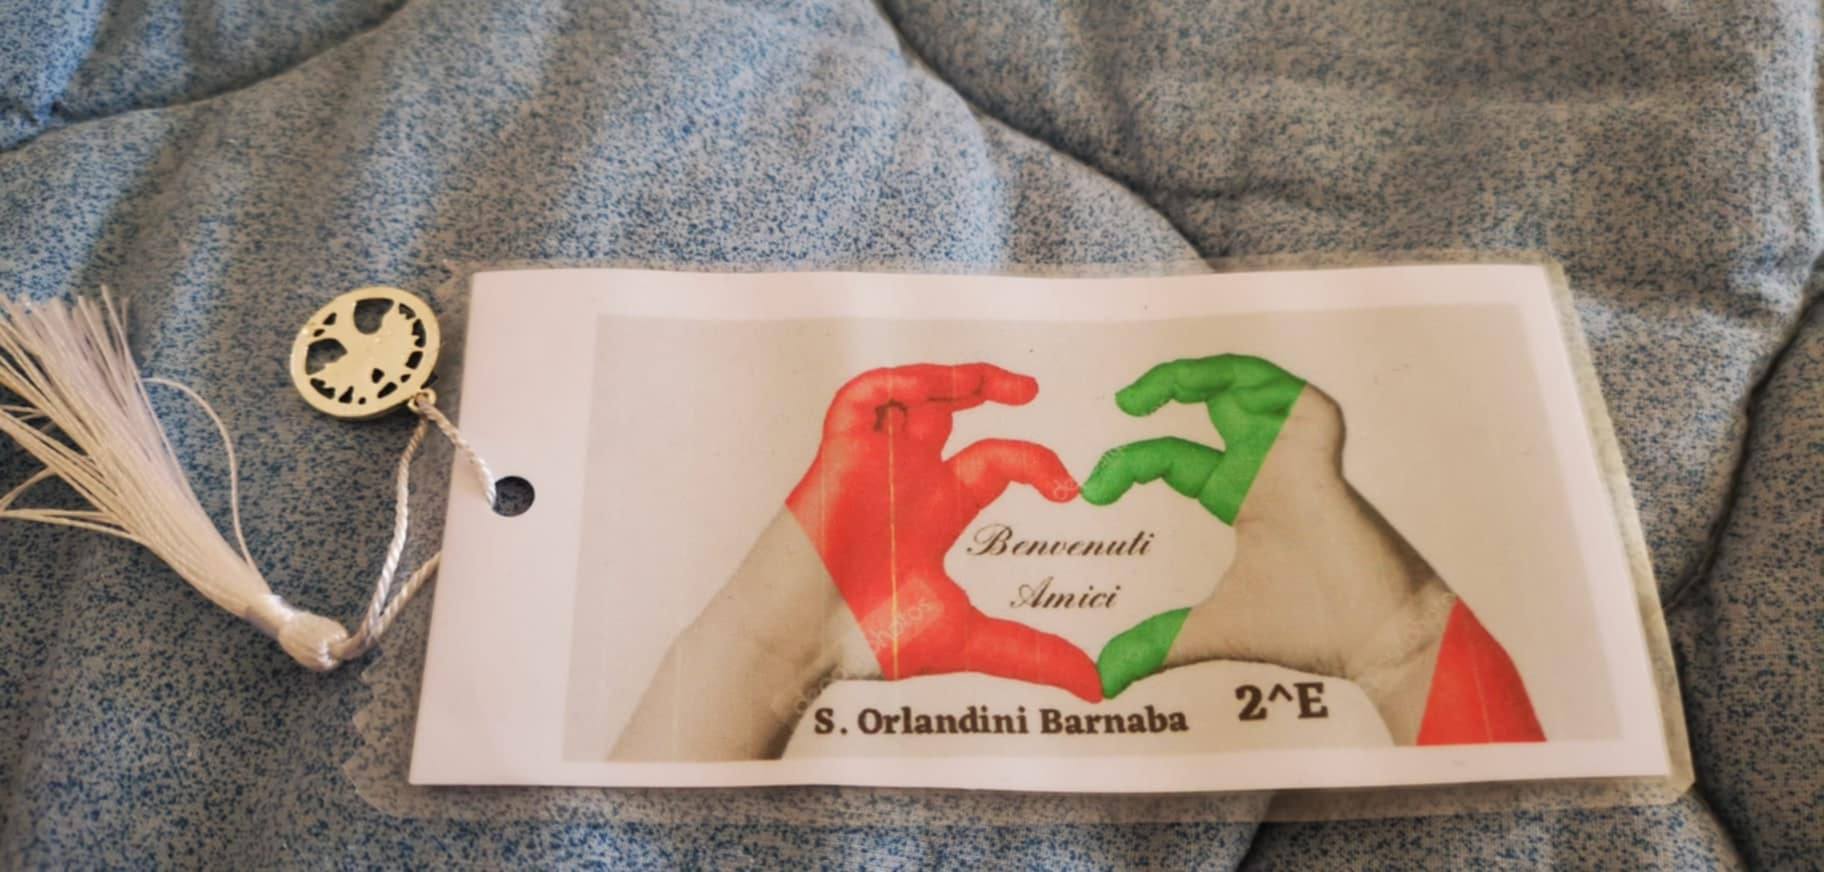 Benvenuti
Amici
S. Orlandini Barnaba
2^E